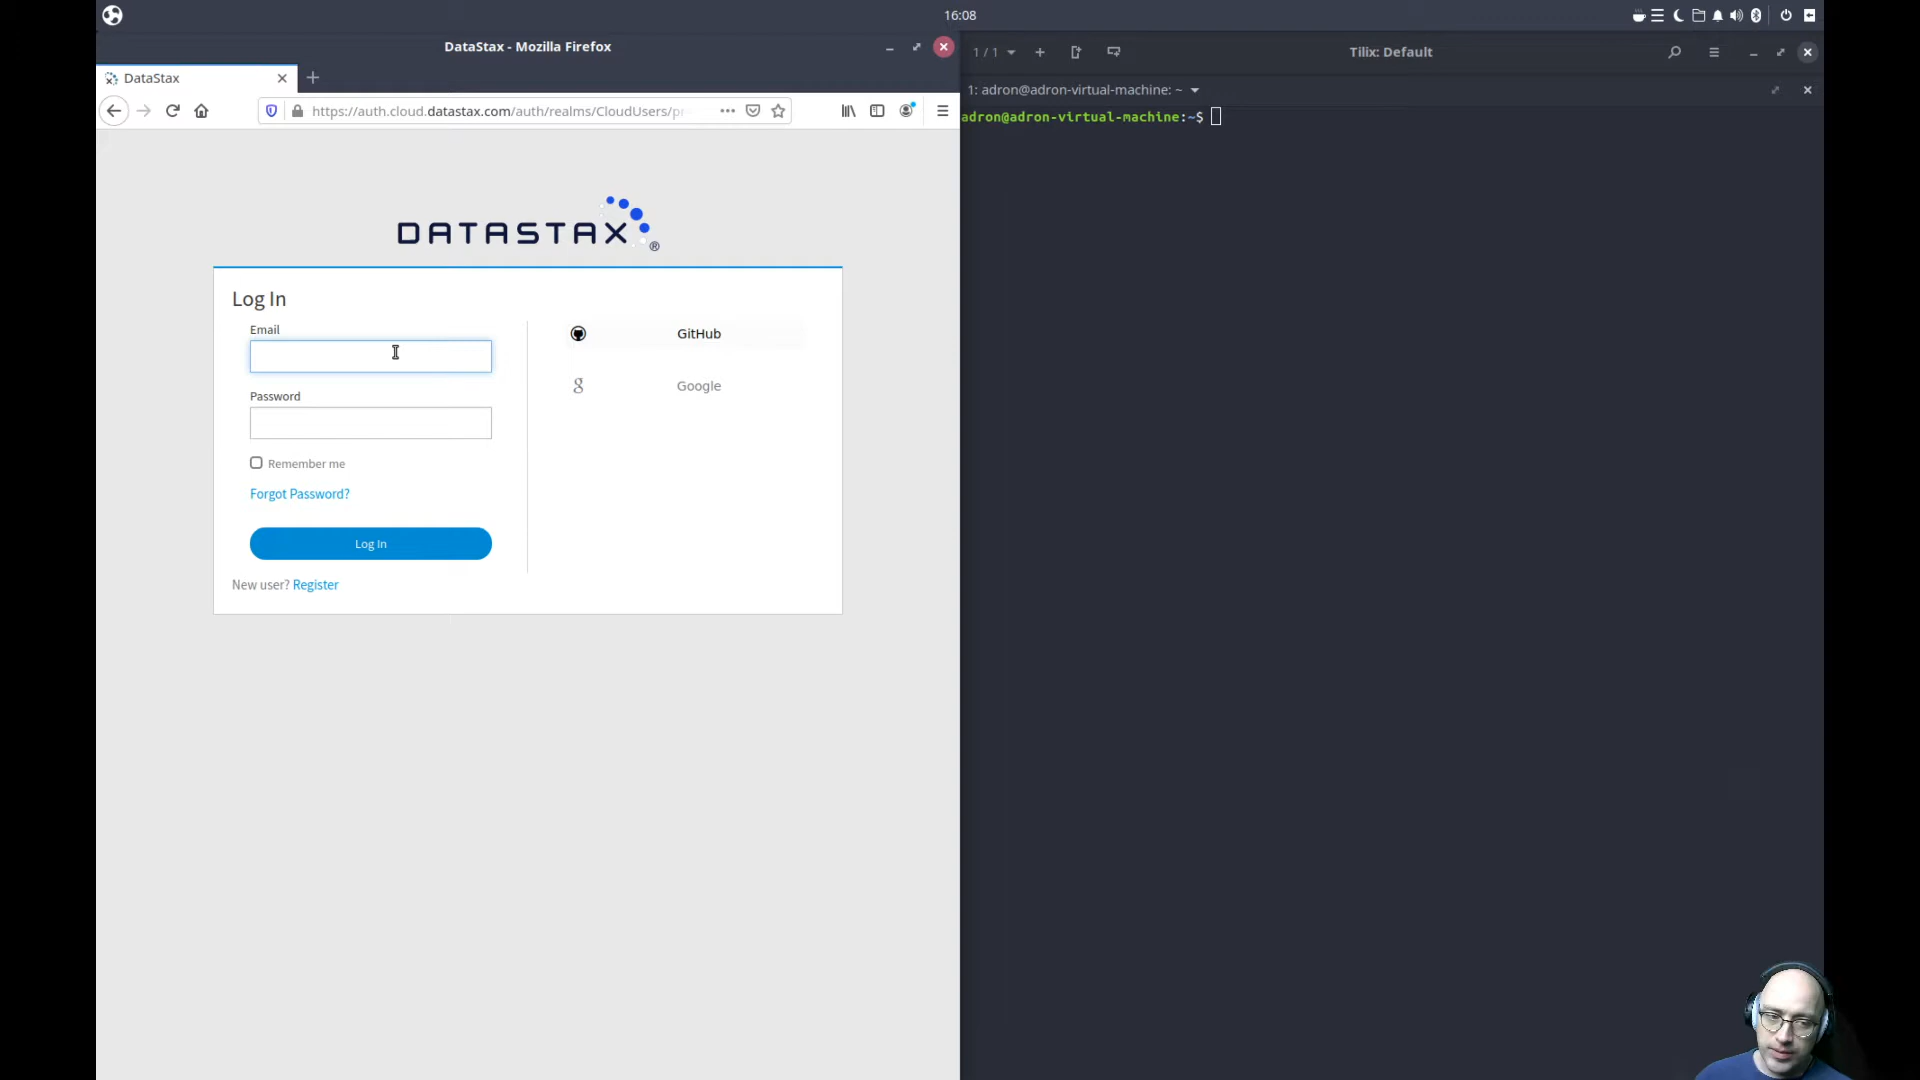 16:08
DataStax - Mozilla Firefox
DataStax
https://auth.cloud.datastax.com/auth/realms/CloudUsers/pr
DATASTAX®
Log In
Email
Password
Remember me
Forgot Password?
Log In
New user? Register
GitHub
Google
1 / 1
Tilix: Default
1: adron@adron-virtual-machine: ~
adron@adron-virtual-machine:~$